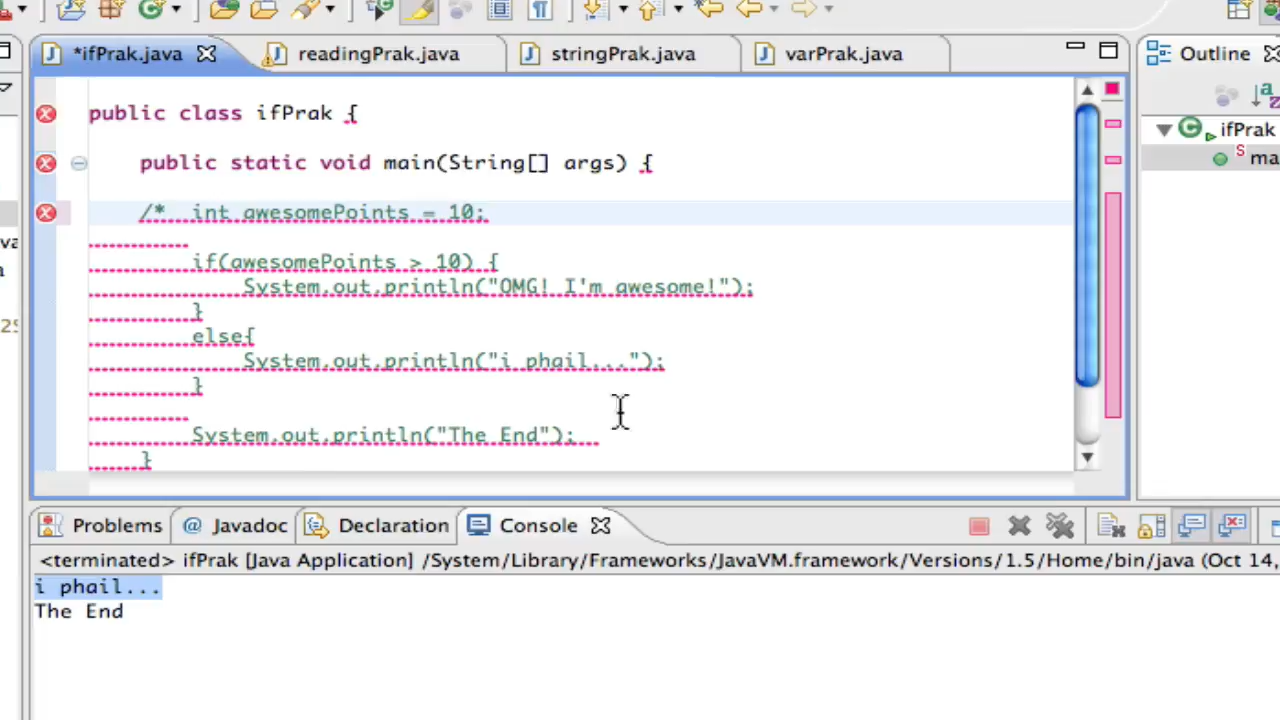 *ifPrak.java
readingPrak.java
stringPrak.java
varPrak.java
Outline
public class ifPrak {
public static void main(String[] args) {
/* int awesomePoints = 10;
if(awesomePoints > 10) {
System.out.println("OMG! I'm awesome!");
}
else{
System.out.println("i phail...");
}
System.out.println("The End");
}
ifPrak
ma
Problems
Javadoc
Declaration
Console
<terminated> ifPrak [Java Application] /System/Library/Frameworks/JavaVM.framework/Versions/1.5/Home/bin/java (Oct 14,
i phail...
The End